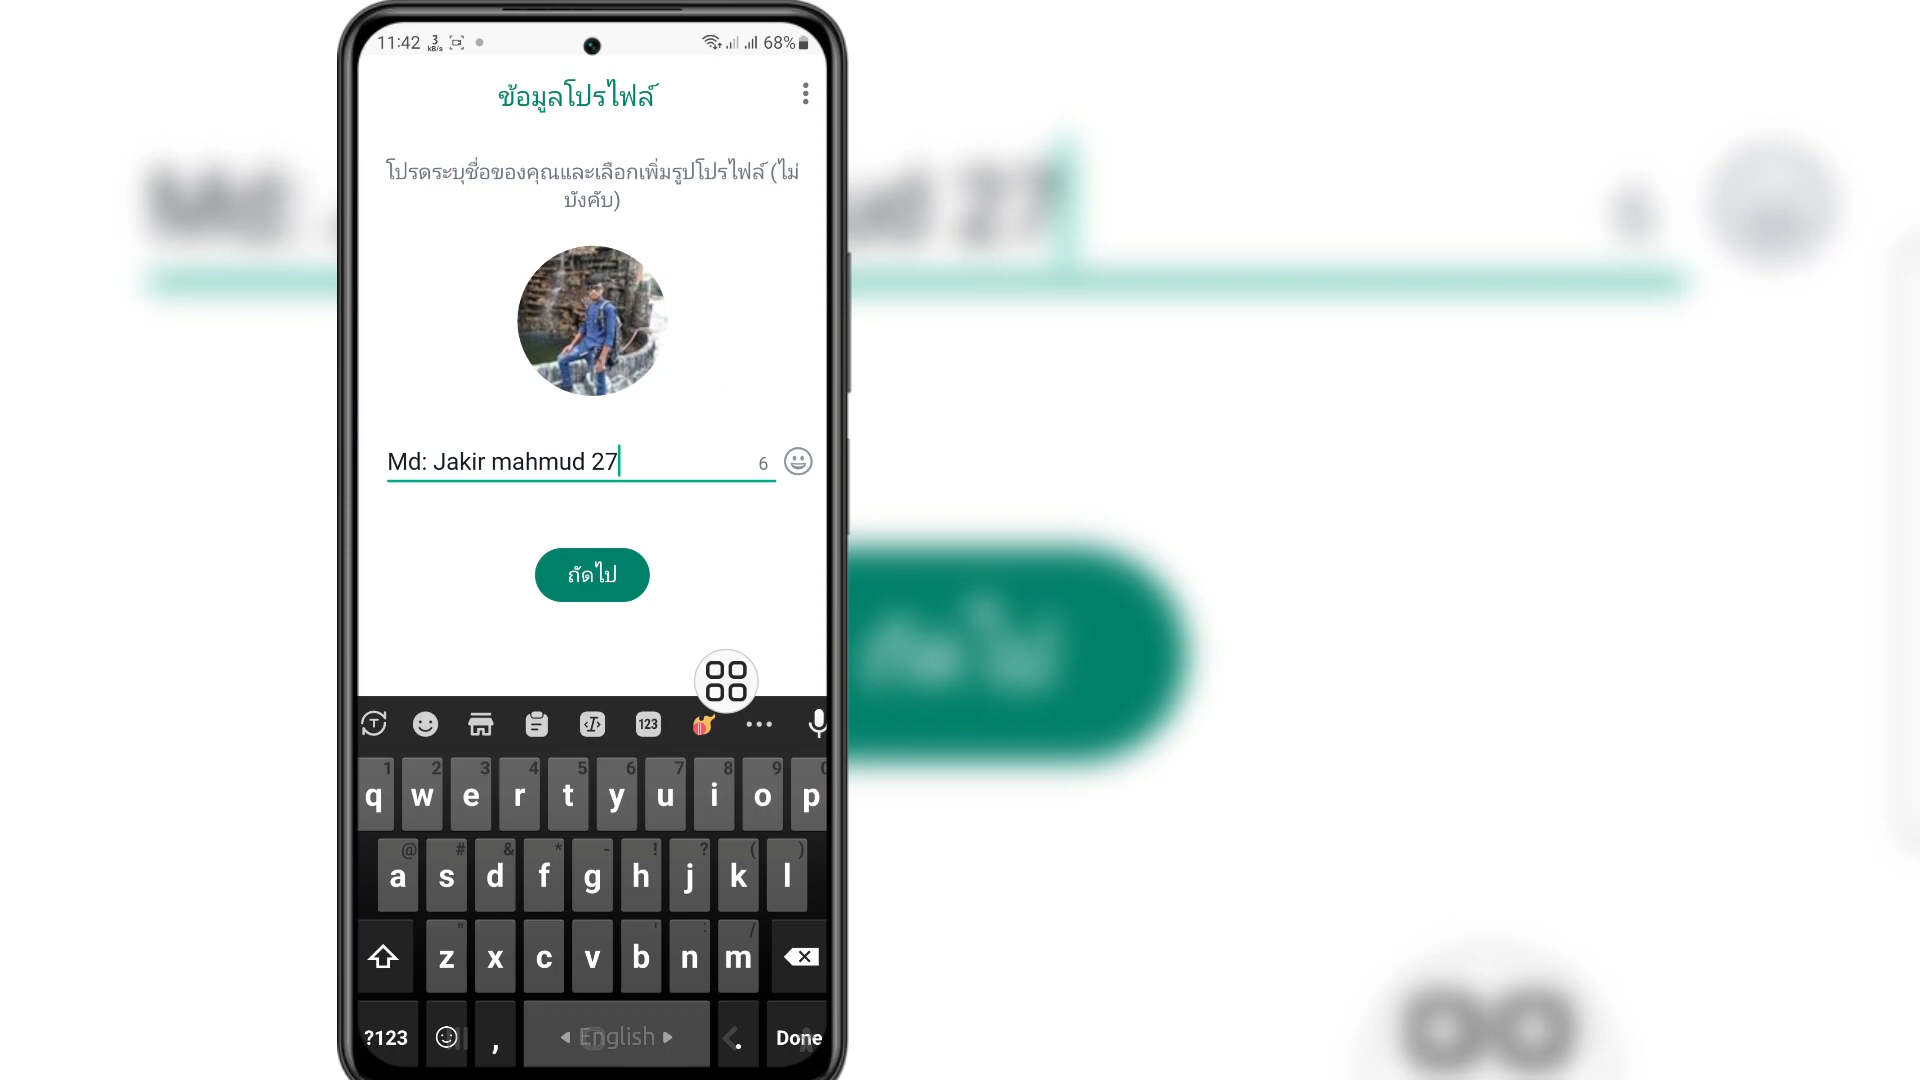 11:42 3 kB/s 68%
ข้อมูลโปรไฟล์
โปรดระบุชื่อของคุณและเลือกเพิ่มรูปโปรไฟล์ (ไม่
บังคับ)
Md: Jakir mahmud 27 6
ถัดไป
T I 123
1 2 3 4 5 6 7 8 9 0
q w e r t y u i o p
@ # & * - ! ? ( )
a s d f g h j k l
" ' : /
z x c v b n m
?123 , English . Done